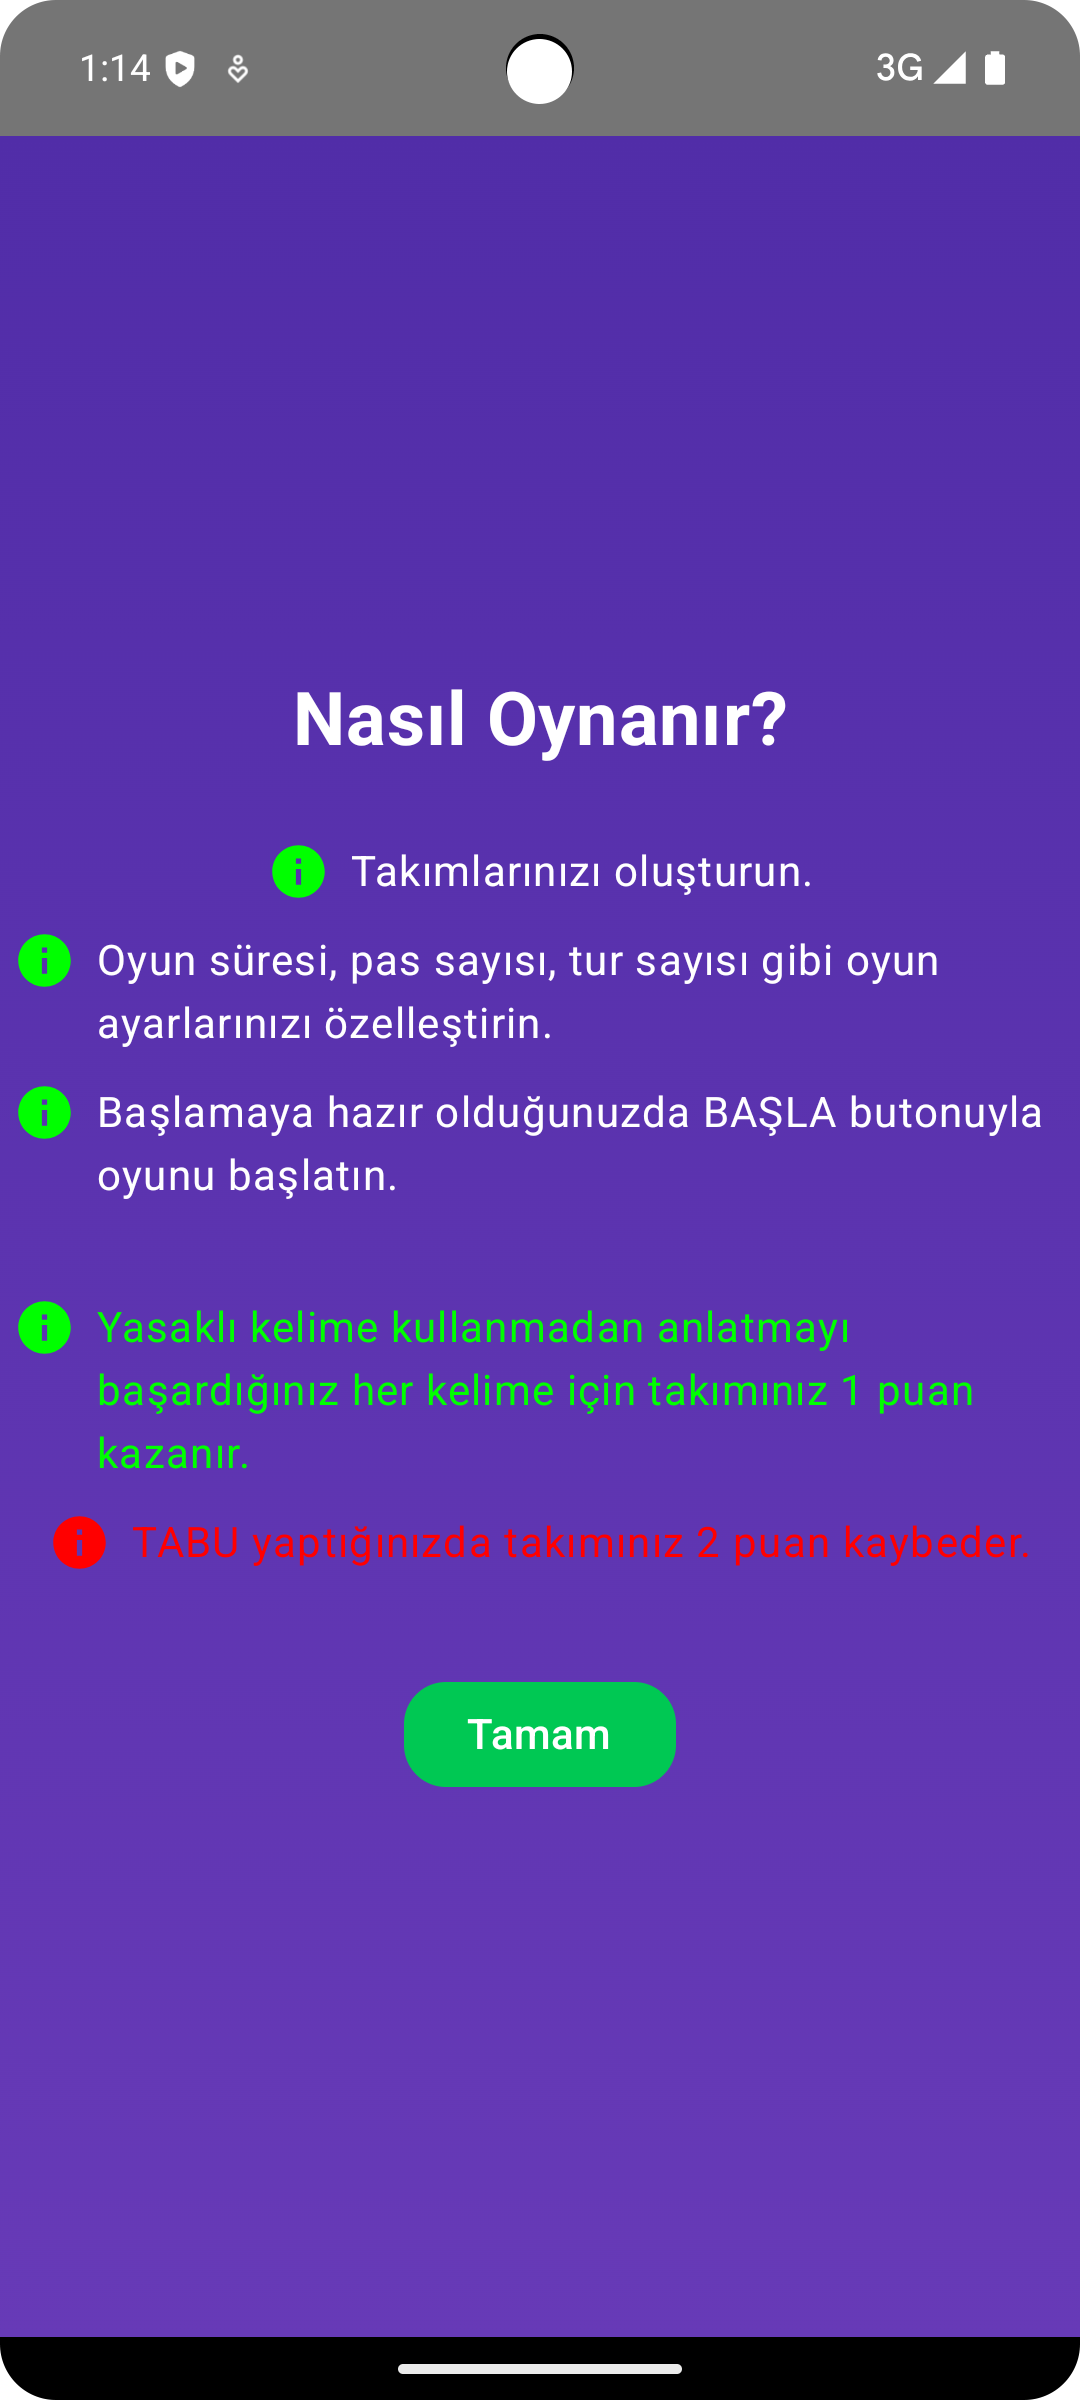 1:14
3G
Nasıl Oynanır?
Takımlarınızı oluşturun.
Oyun süresi, pas sayısı, tur sayısı gibi oyun
ayarlarınızı özelleştirin.
Başlamaya hazır olduğunuzda BAŞLA butonuyla
oyunu başlatın.
Yasaklı kelime kullanmadan anlatmayı
başardığınız her kelime için takımınız 1 puan
kazanır.
TABU yaptığınızda takımınız 2 puan kaybeder.
Tamam